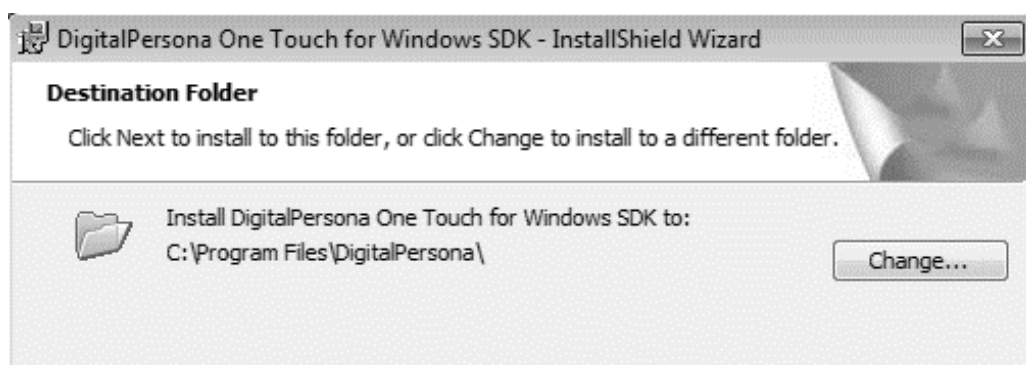 DigitalPersona One Touch for Windows SDK - InstallShield Wizard
Destination Folder
Click Next to install to this folder, or click Change to install to a different folder.
Install DigitalPersona One Touch for Windows SDK to:
C:\Program Files\DigitalPersona\
Change...